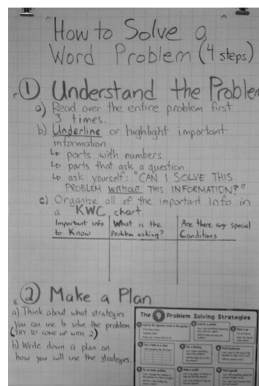 "How to Solve a
Word Problem (4 steps)
① Understand the Problem
a) Read over the entire problem first
3 times.
b) Underline or highlight important
information
↳ parts with numbers
↳ parts that ask a question
↳ ask yourself: "CAN I SOLVE THIS
PROBLEM WITHOUT THIS INFORMATION?"
c) Organize all of the important info in
a KWC chart
Important info to Know
What is the Problem asking?
Are there any special Conditions
② Make a Plan
a) Think about what strategies
you can use to solve the problem
(TRY to come up with 2)
b) Write down a plan on
how you will use the strategies.
The Problem Solving Strategies